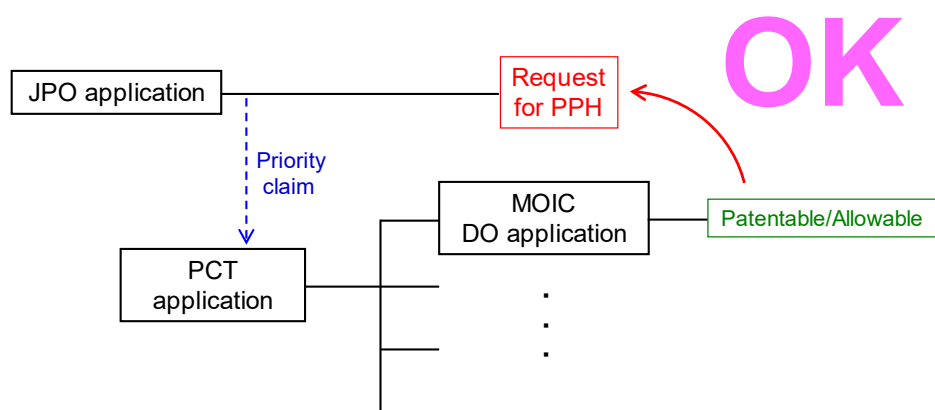 OK
JPO application
Request
for PPH
Priority
claim
MOIC
DO application
Patentable/Allowable
PCT
application